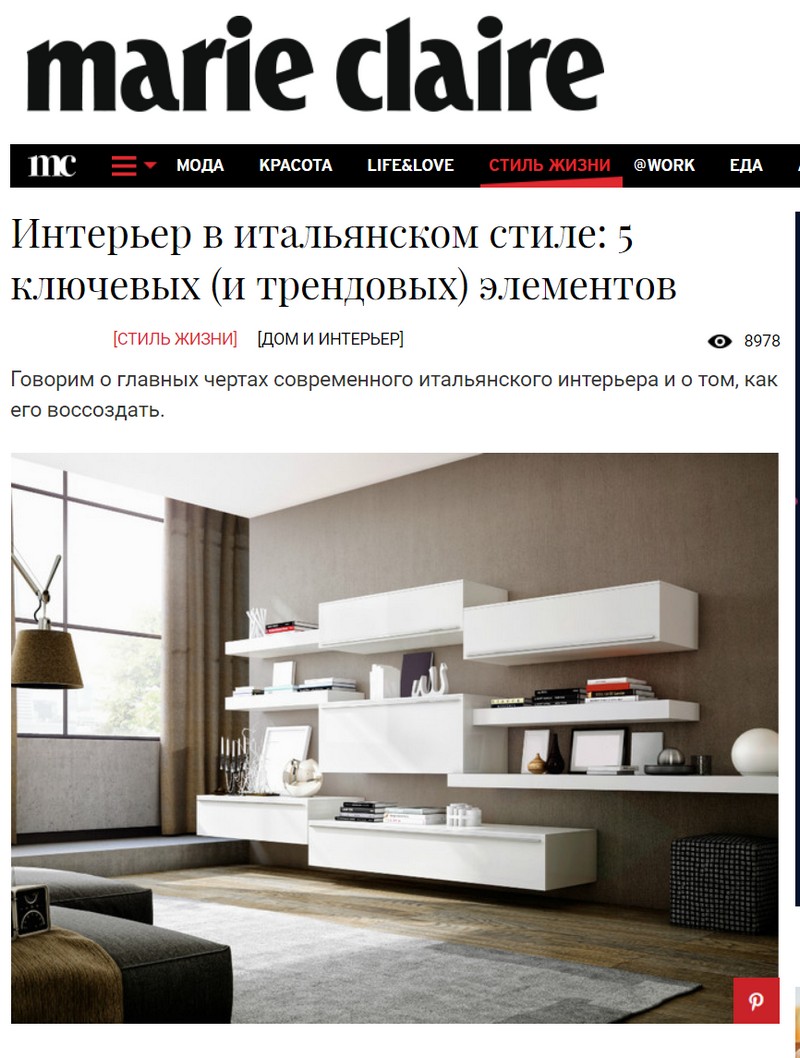 marie claire
mc МОДА КРАСОТА LIFE&LOVE СТИЛЬ ЖИЗНИ @WORK ЕДА
Интерьер в итальянском стиле: 5
ключевых (и трендовых) элементов
[СТИЛЬ ЖИЗНИ] [ДОМ И ИНТЕРЬЕР] 8978
Говорим о главных чертах современного итальянского интерьера и о том, как
его воссоздать.